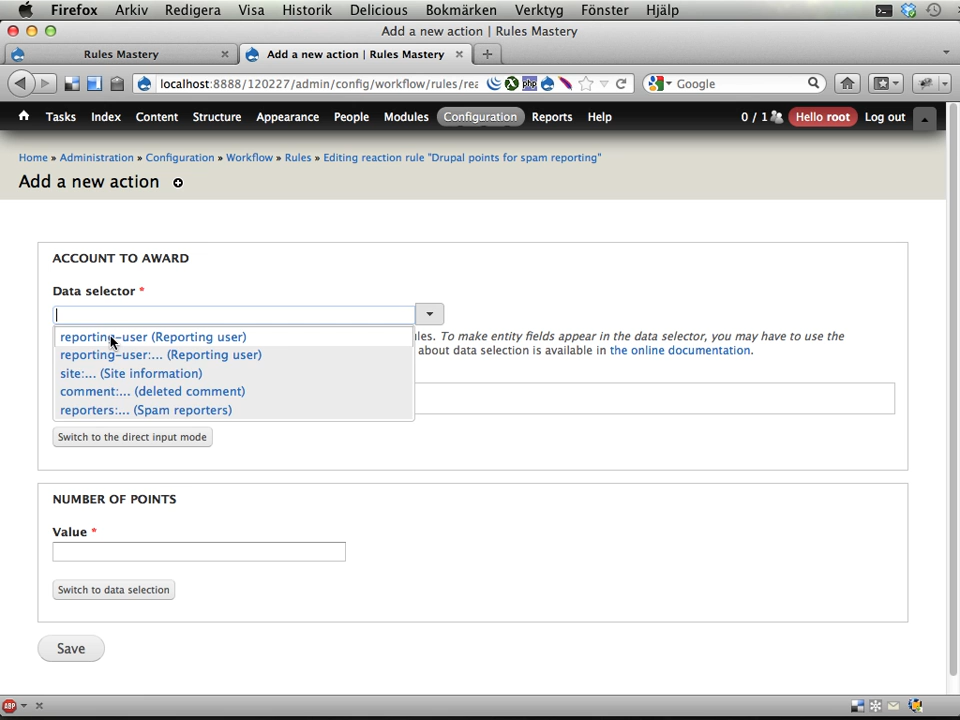 Firefox Arkiv Redigera Visa Historik Delicious Bokmärken Verktyg Fönster Hjälp
Add a new action | Rules Mastery
Rules Mastery
Add a new action | Rules Mastery
localhost:8888/120227/admin/config/workflow/rules/rea
Google
Tasks Index Content Structure Appearance People Modules Configuration Reports Help 0 / 1 Hello root Log out
Home » Administration » Configuration » Workflow » Rules » Editing reaction rule "Drupal points for spam reporting"
Add a new action
ACCOUNT TO AWARD
Data selector *
reporting-user (Reporting user)
reporting-user:... (Reporting user)
site:... (Site information)
comment:... (deleted comment)
reporters:... (Spam reporters)
ules. To make entity fields appear in the data selector, you may have to use the
about data selection is available in the online documentation.
Switch to the direct input mode
NUMBER OF POINTS
Value *
Switch to data selection
Save
ABP